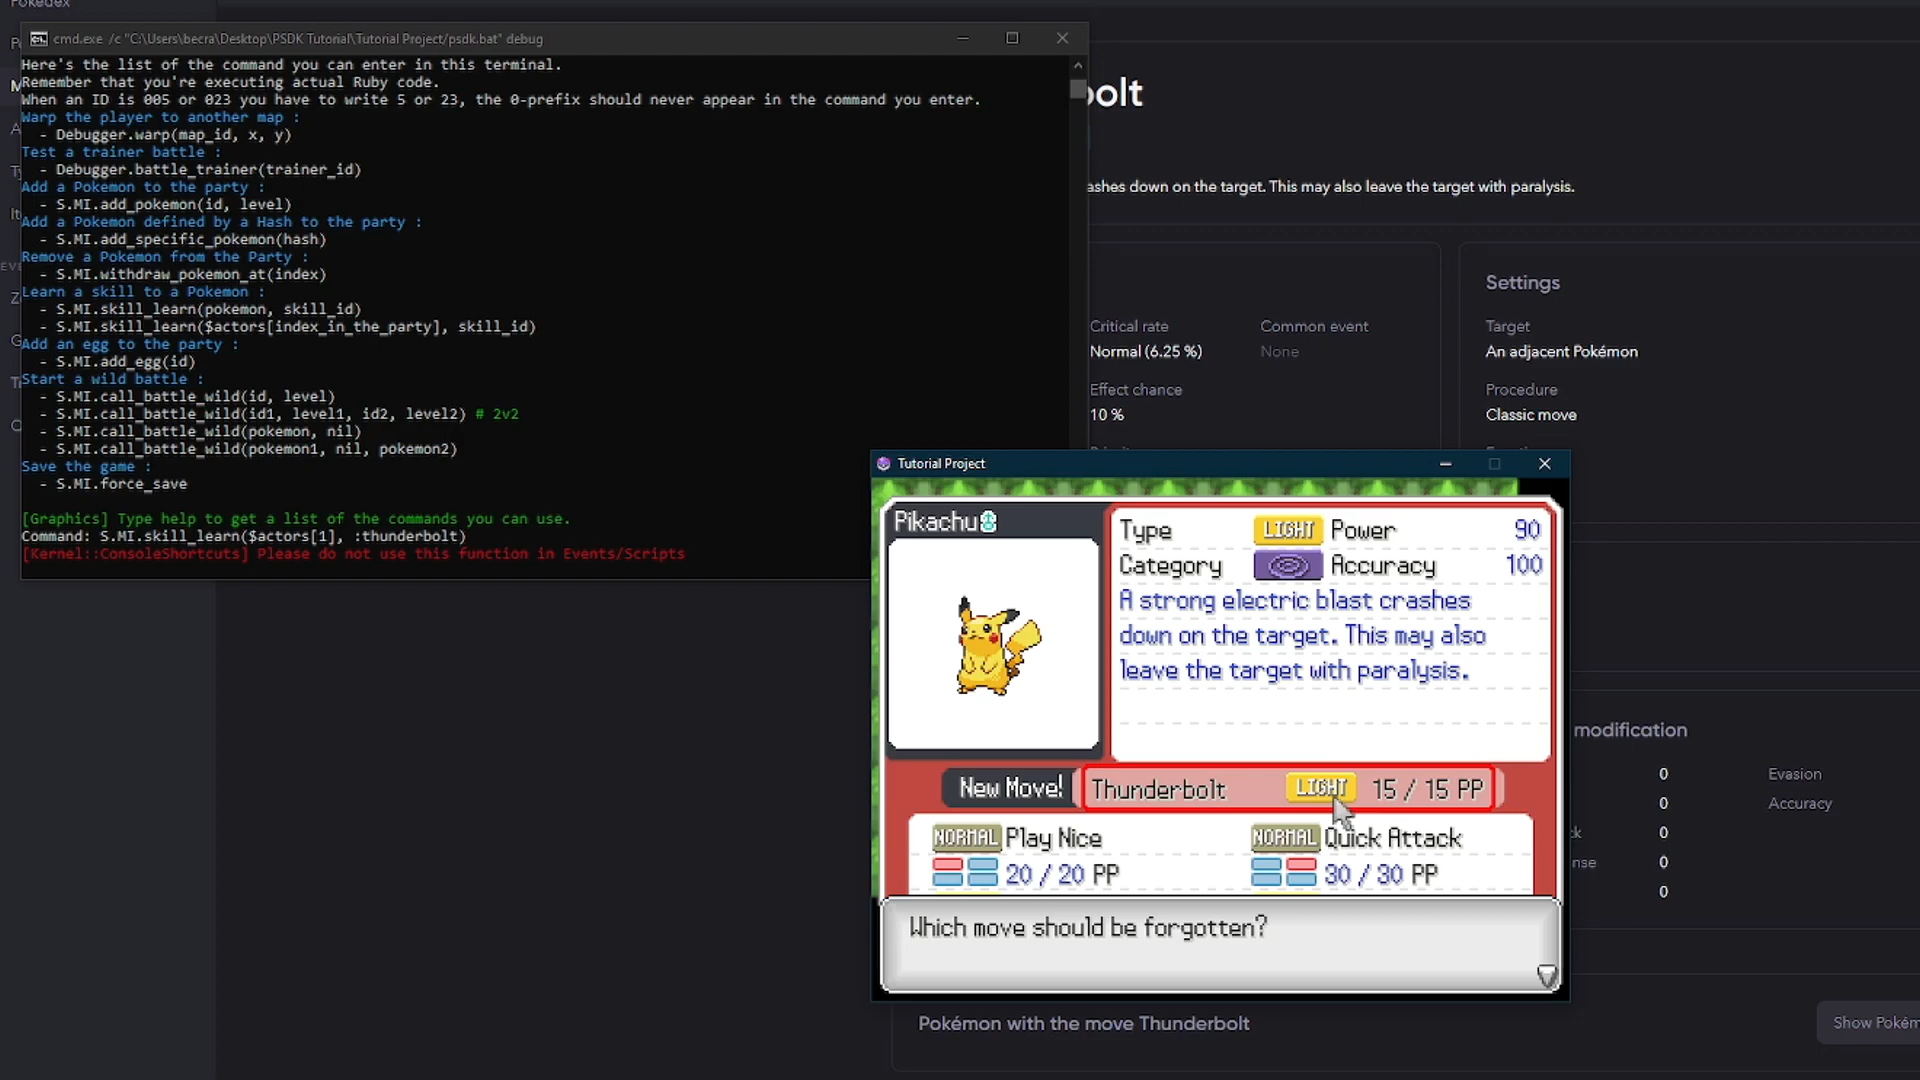 Pokédex
cmd.exe /c "C:\Users\becra\Desktop\PSDK Tutorial\Tutorial Project/psdk.bat" debug
Here's the list of the command you can enter in this terminal.
Remember that you're executing actual Ruby code.
When an ID is 005 or 023 you have to write 5 or 23, the 0-prefix should never appear in the command you enter.
Warp the player to another map :
- Debugger.warp(map_id, x, y)
Test a trainer battle :
- Debugger.battle_trainer(trainer_id)
Add a Pokemon to the party :
- S.MI.add_pokemon(id, level)
Add a Pokemon defined by a Hash to the party :
- S.MI.add_specific_pokemon(hash)
Remove a Pokemon from the Party :
- S.MI.withdraw_pokemon_at(index)
Learn a skill to a Pokemon :
- S.MI.skill_learn(pokemon, skill_id)
- S.MI.skill_learn($actors[index_in_the_party], skill_id)
Add an egg to the party :
- S.MI.add_egg(id)
Start a wild battle :
- S.MI.call_battle_wild(id, level)
- S.MI.call_battle_wild(id1, level1, id2, level2) # 2v2
- S.MI.call_battle_wild(pokemon, nil)
- S.MI.call_battle_wild(pokemon1, nil, pokemon2)
Save the game :
- S.MI.force_save
[Graphics] Type help to get a list of the commands you can use.
Command: S.MI.skill_learn($actors[1], :thunderbolt)
[Kernel::ConsoleShortcuts] Please do not use this function in Events/Scripts
olt
ashes down on the target. This may also leave the target with paralysis.
Critical rate
Normal (6.25 %)
Common event
None
Effect chance
10 %
Settings
Target
An adjacent Pokémon
Procedure
Classic move
Tutorial Project
Pikachu
Type LIGHT Power 90
Category Accuracy 100
A strong electric blast crashes
down on the target. This may also
leave the target with paralysis.
New Move! Thunderbolt LIGHT 15 / 15 PP
NORMAL Play Nice
20 / 20 PP
NORMAL Quick Attack
30 / 30 PP
Which move should be forgotten?
modification
0 Evasion
0 Accuracy
ck 0
nse 0
0
Pokémon with the move Thunderbolt
Show Pokém